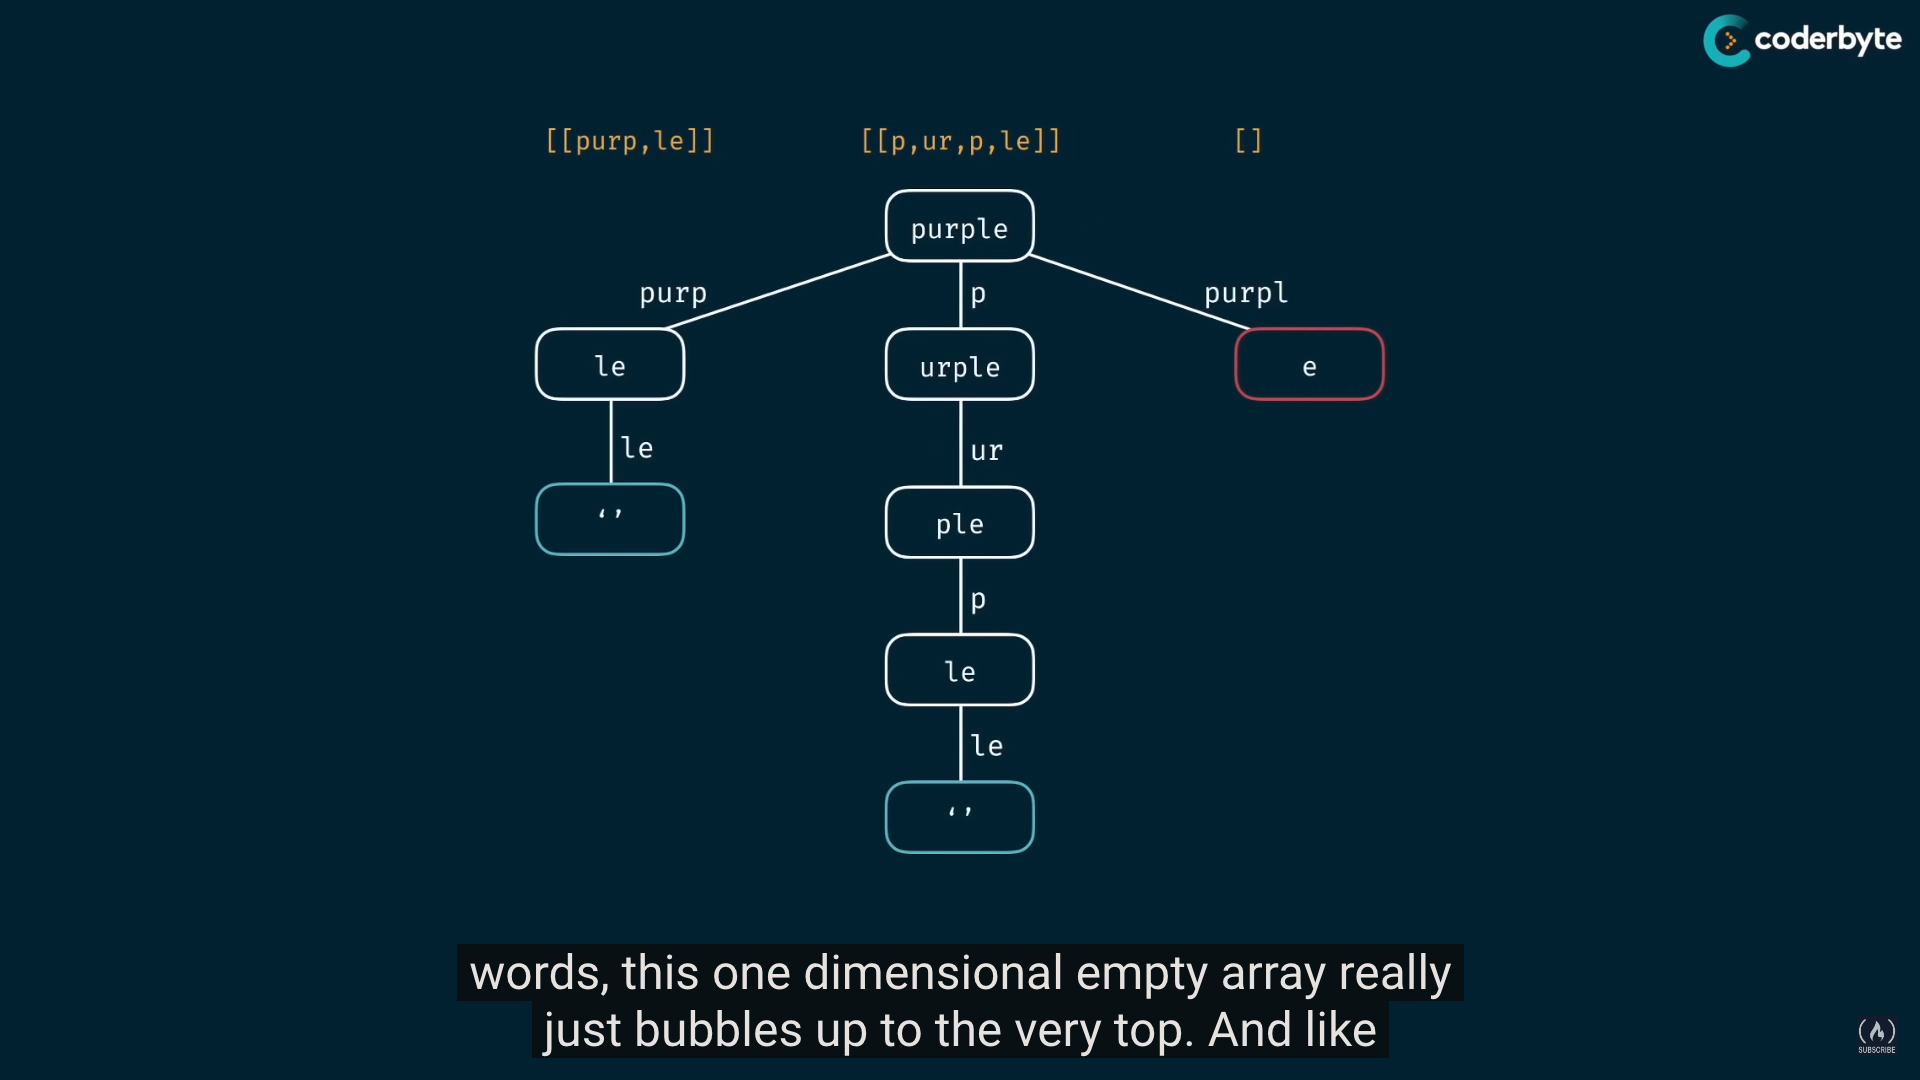 coderbyte
[[purp,le]] [[p,ur,p,le]] []
purple
purp p purpl
le urple e
le ur
‘’ ple
p
le
le
‘’
words, this one dimensional empty array really
just bubbles up to the very top. And like
SUBSCRIBE